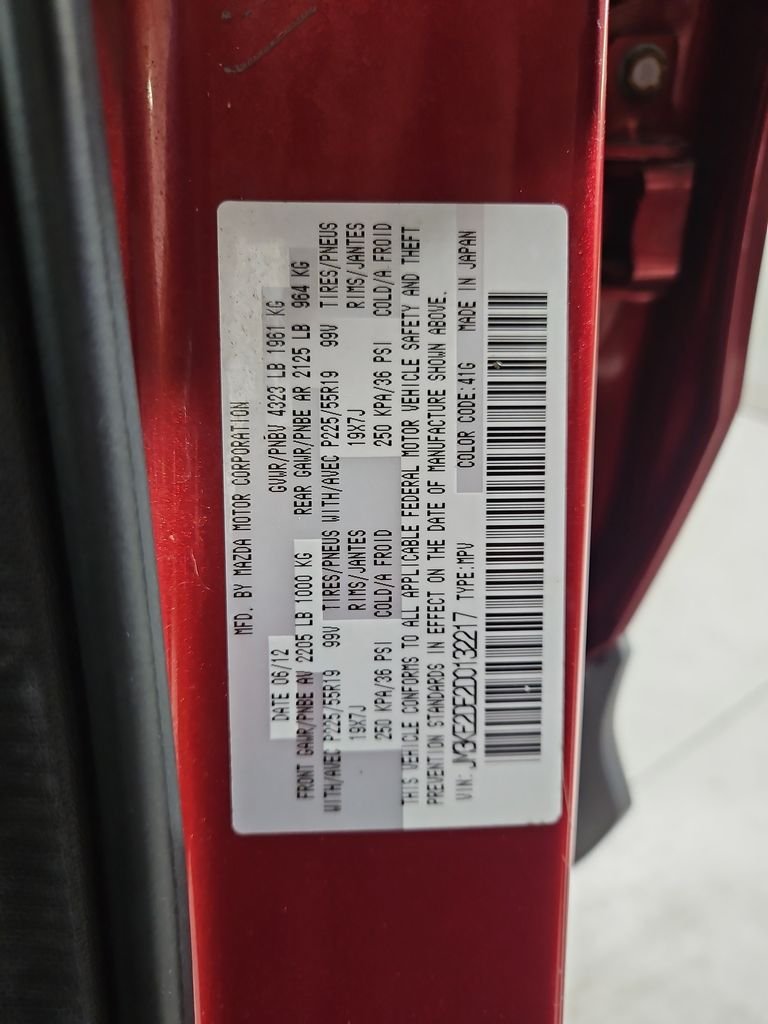 MFD. BY MAZDA MOTOR CORPORATION
DATE 06/12 GVWR/PNBV 4323 LB 1961 KG
FRONT GAWR/PNBE AV 2205 LB 1000 KG REAR GAWR/PNBE AR 2125 LB 964 KG
WITH/AVEC P225/55R19 99V TIRES/PNEUS WITH/AVEC P225/55R19 99V TIRES/PNEUS
19X7J RIMS/JANTES 19X7J RIMS/JANTES
250 KPA/36 PSI COLD/A FROID 250 KPA/36 PSI COLD/A FROID
THIS VEHICLE CONFORMS TO ALL APPLICABLE FEDERAL MOTOR VEHICLE SAFETY AND THEFT
PREVENTION STANDARDS IN EFFECT ON THE DATE OF MANUFACTURE SHOWN ABOVE.
VIN: JM3KE2DE2D0132217 TYPE:MPV COLOR CODE:41G MADE IN JAPAN